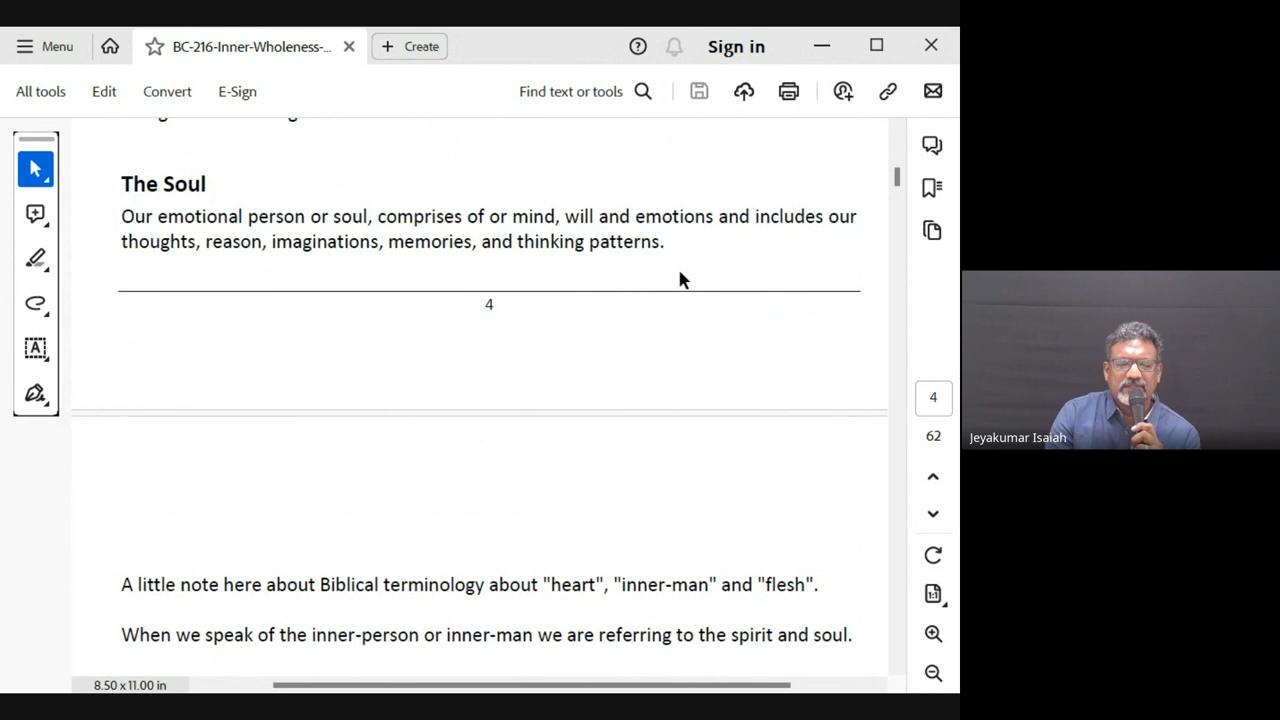 Menu
BC-216-Inner-Wholeness-...
Create
Sign in
All tools
Edit
Convert
E-Sign
Find text or tools
The Soul
Our emotional person or soul, comprises of or mind, will and emotions and includes our
thoughts, reason, imaginations, memories, and thinking patterns.
4
A little note here about Biblical terminology about "heart", "inner-man" and "flesh".
When we speak of the inner-person or inner-man we are referring to the spirit and soul.
8.50 x 11.00 in
4
62
1:1
Jeyakumar Isaiah